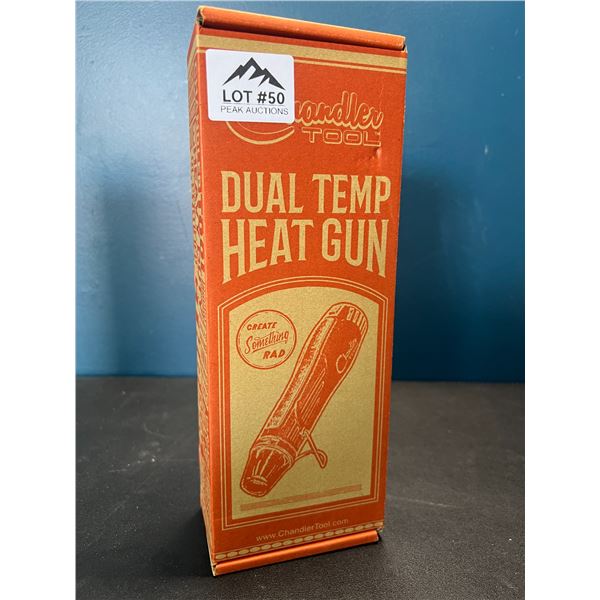 LOT #50
PEAK AUCTIONS
Chandler
TOOL
DUAL TEMP
HEAT GUN
CREATE
Something
RAD
www.ChandlerTool.com